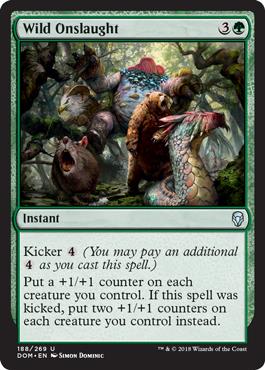 Wild Onslaught 3
Instant
Kicker 4 (You may pay an additional
4 as you cast this spell.)
Put a +1/+1 counter on each
creature you control. If this spell was
kicked, put two +1/+1 counters on
each creature you control instead.
188/269 U
DOM • EN Simon Dominic
™ & © 2018 Wizards of the Coast